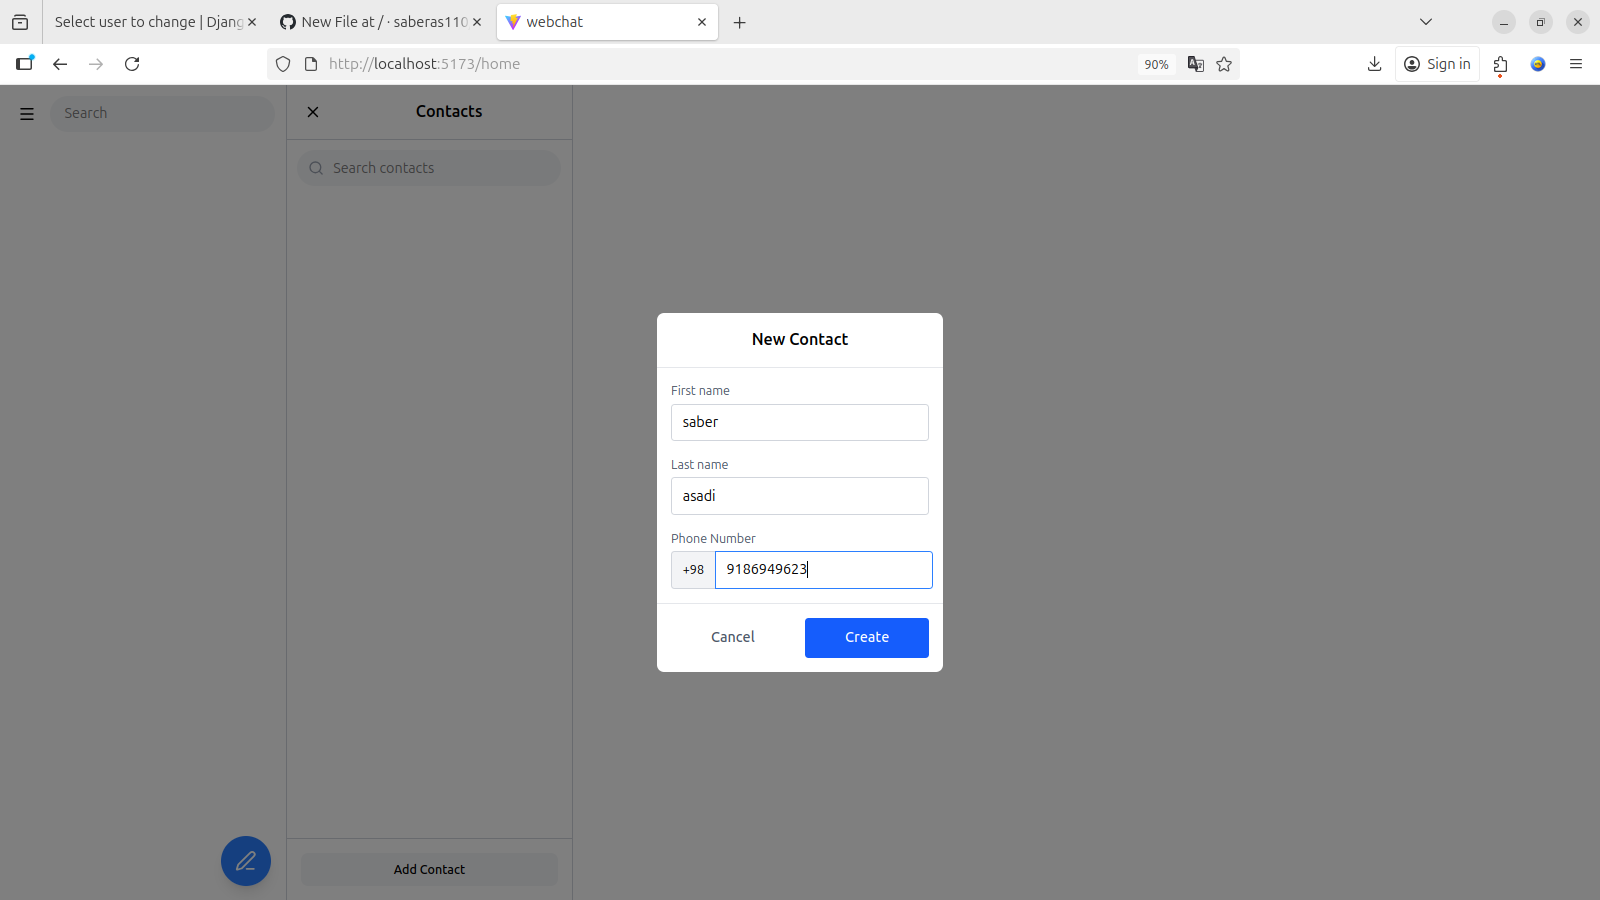 Select user to change | Djang
New File at / · saberas110
webchat
http://localhost:5173/home
90%
Sign in
Search
Contacts
Search contacts
New Contact
First name
saber
Last name
asadi
Phone Number
+98
9186949623
Cancel
Create
Add Contact